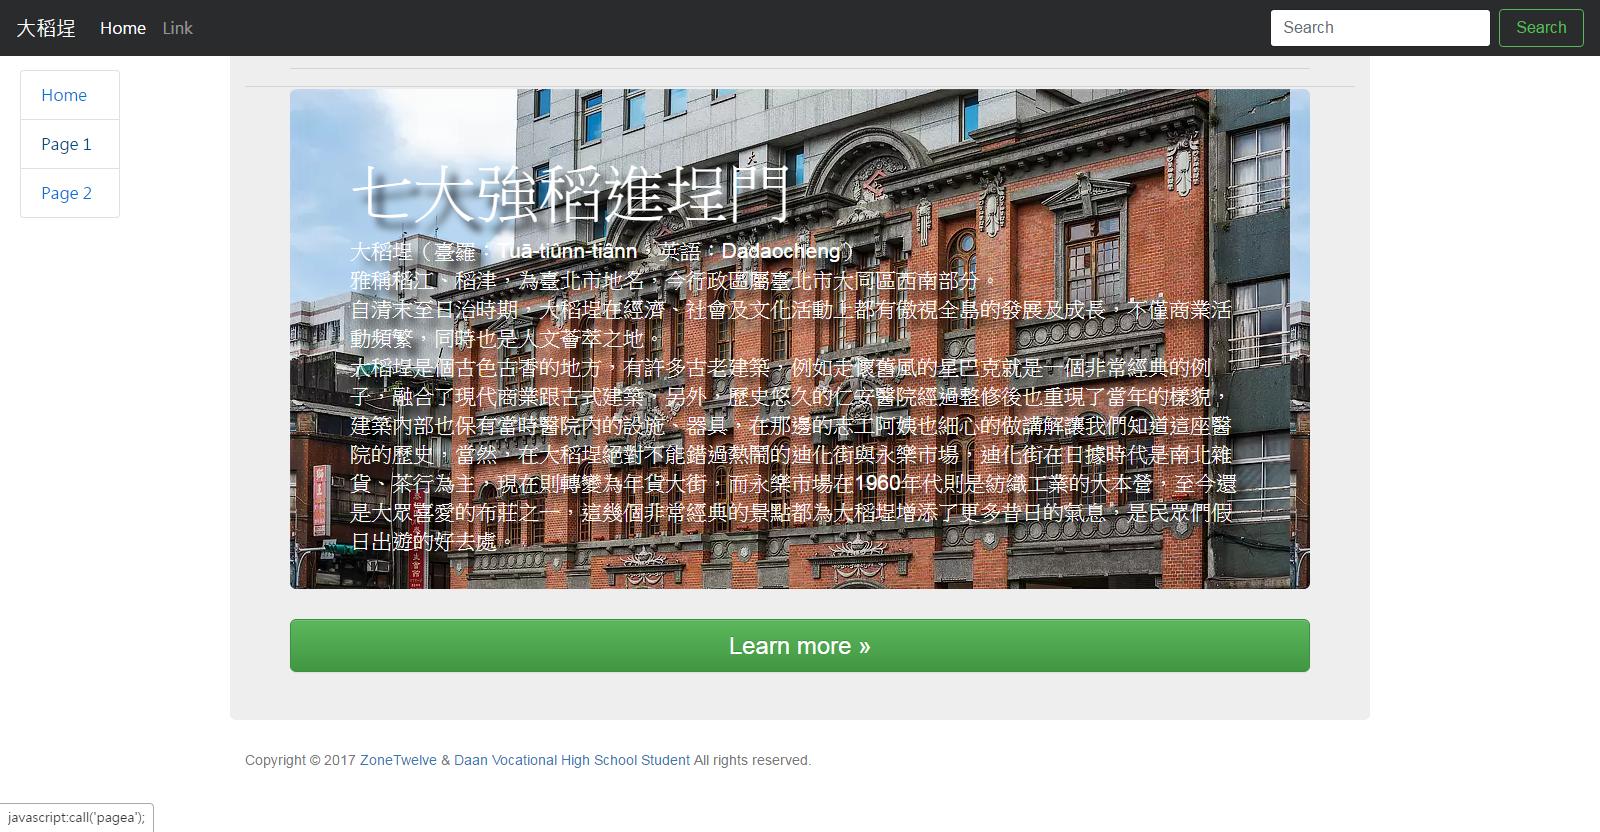 大稻埕 Home Link Search Search
Home
Page 1
Page 2
七大強稻進埕門
大稻埕（臺羅：Tuā-tiūnn-tiânn，英語：Dadaocheng）
雅稱稻江、稻津，為臺北市地名，今行政區屬臺北市大同區西南部分。
自清末至日治時期，大稻埕在經濟、社會及文化活動上都有傲視全島的發展及成長，不僅商業活
動頻繁，同時也是人文薈萃之地。
大稻埕是個古色古香的地方，有許多古老建築，例如走懷舊風的星巴克就是一個非常經典的例
子，融合了現代商業跟古式建築，另外，歷史悠久的仁安醫院經過整修後也重現了當年的樣貌，
建築內部也保有當時醫院內的設施、器具，在那邊的志工阿姨也細心的做講解讓我們知道這座醫
院的歷史，當然，在大稻埕絕對不能錯過熱鬧的迪化街與永樂市場，迪化街在日據時代是南北雜
貨、茶行為主，現在則轉變為年貨大街，而永樂市場在1960年代則是紡織工業的大本營，至今還
是大眾喜愛的布莊之一，這幾個非常經典的景點都為大稻埕增添了更多昔日的氣息，是民眾們假
日出遊的好去處。
Learn more »
Copyright © 2017 ZoneTwelve & Daan Vocational High School Student All rights reserved.
javascript:call('pagea');